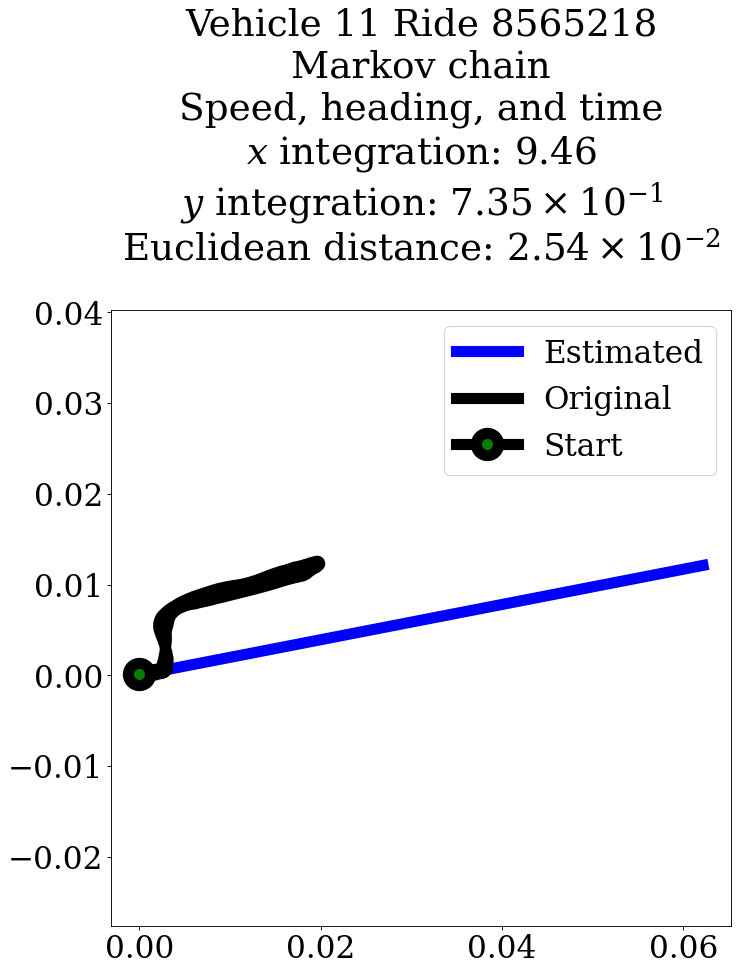 Vehicle 11 Ride 8565218
Markov chain
Speed, heading, and time
x integration: 9.46
y integration: 7.35 × 10⁻¹
Euclidean distance: 2.54 × 10⁻²
0.04
0.03
0.02
0.01
0.00
−0.01
−0.02
Estimated
Original
Start
0.00 0.02 0.04 0.06